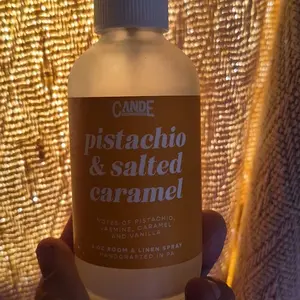 CANDE
pistachio
& salted
caramel
NOTES OF PISTACHIO,
JASMINE, CARAMEL
AND VANILLA
ROOM & LINEN SPRAY
HANDCRAFTED IN PA